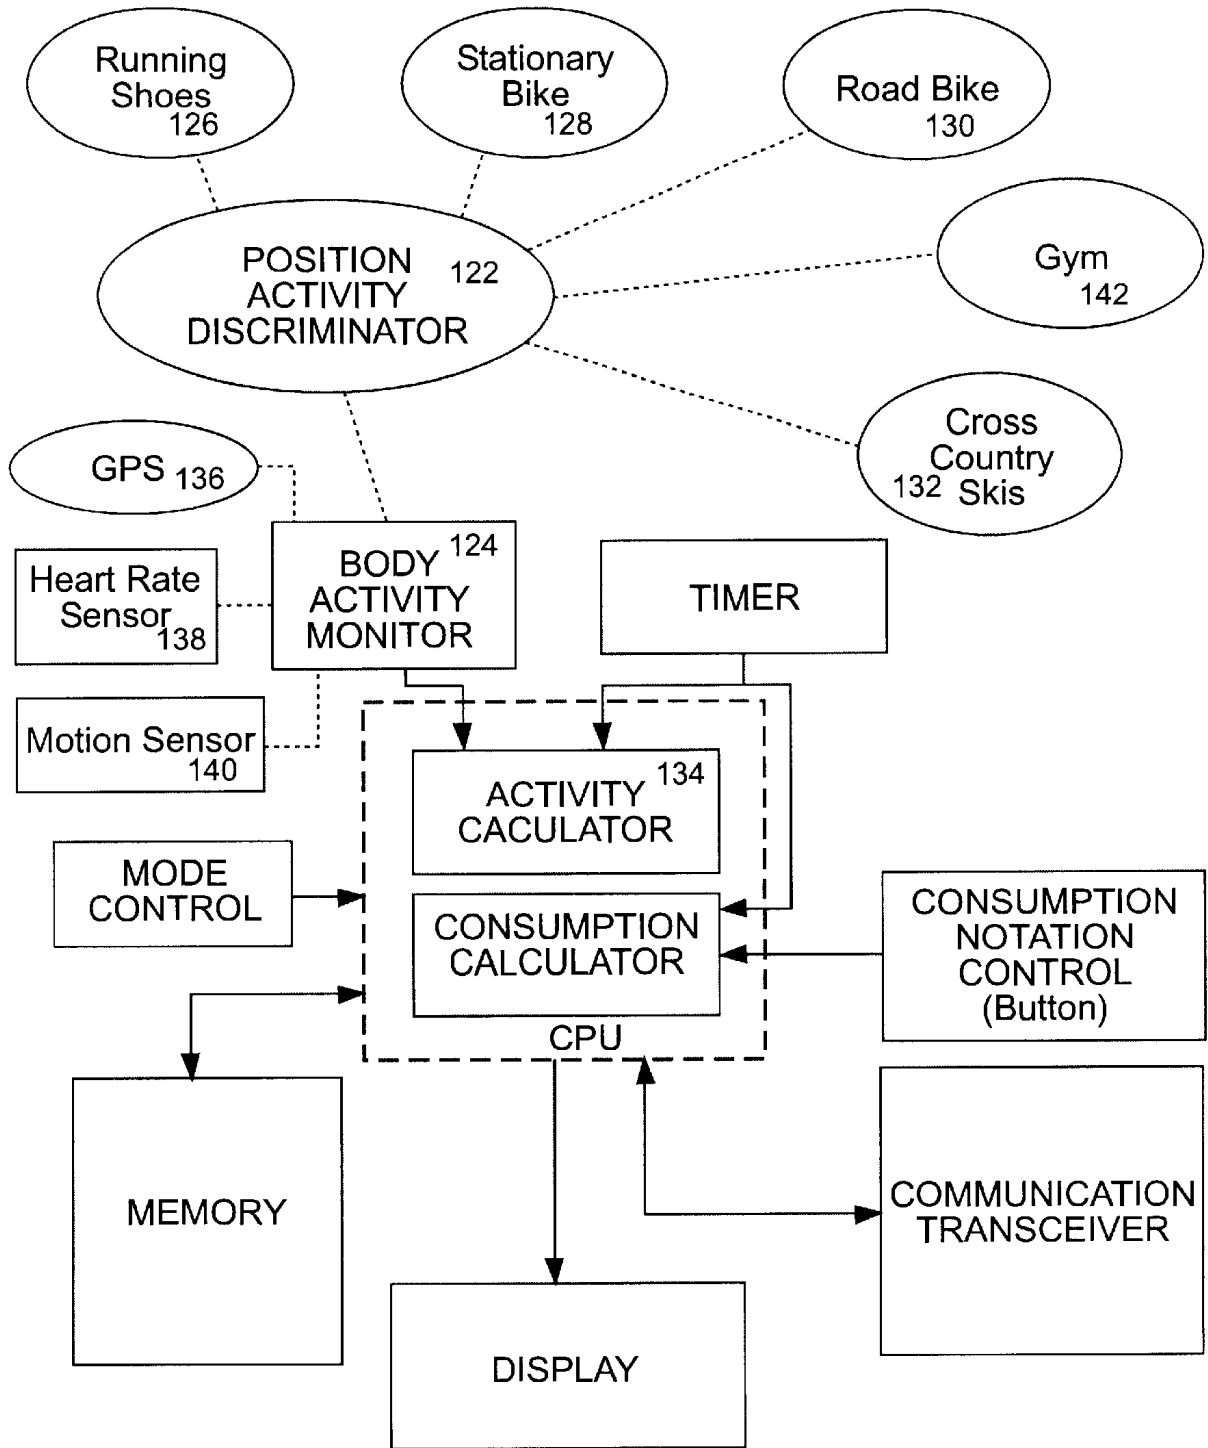 Running
Shoes
126
Stationary
Bike
128
Road Bike
130
Gym
142
POSITION
ACTIVITY
DISCRIMINATOR
122
Cross
Country
Skis
132
GPS 136
BODY
ACTIVITY
MONITOR
124
Heart Rate
Sensor
138
TIMER
Motion Sensor
140
ACTIVITY
CACULATOR
134
MODE
CONTROL
CONSUMPTION
CALCULATOR
CONSUMPTION
NOTATION
CONTROL
(Button)
CPU
MEMORY
COMMUNICATION
TRANSCEIVER
DISPLAY